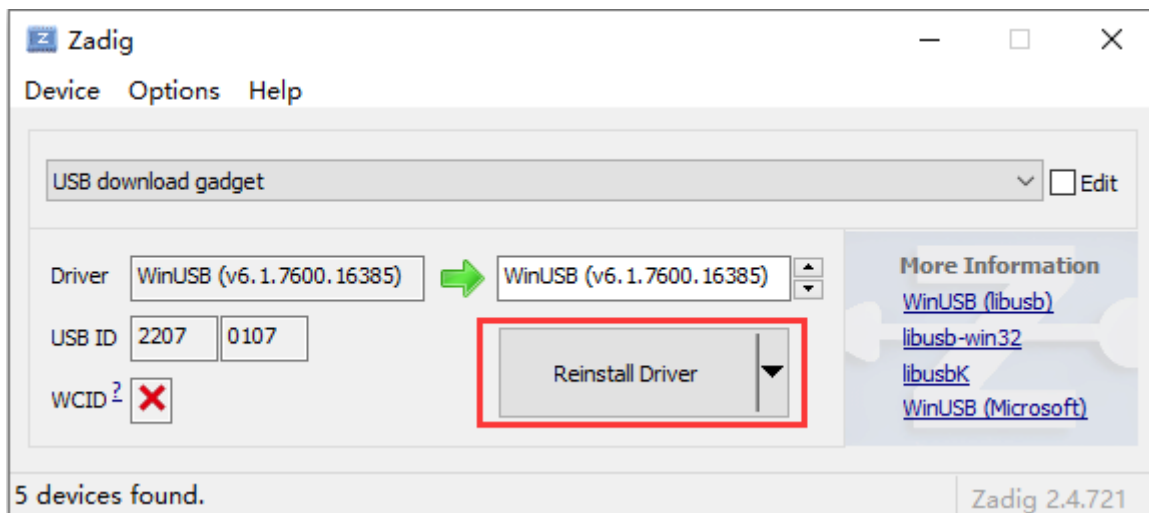 Zadig
Device Options Help
USB download gadget
Edit
Driver WinUSB (v6.1.7600.16385) WinUSB (v6.1.7600.16385)
USB ID 2207 0107
WCID ?
Reinstall Driver
More Information
WinUSB (libusb)
libusb-win32
libusbK
WinUSB (Microsoft)
5 devices found.
Zadig 2.4.721